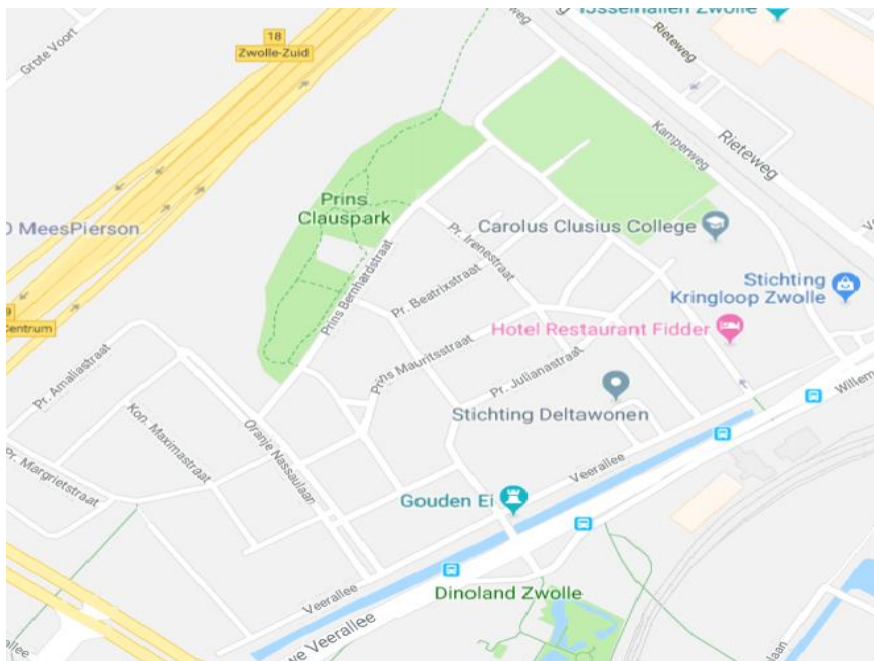 IJsselhallen Zwolle
Rieteweg
18
Zwolle-Zuid
Grote Voort
Kamperweg
Rieteweg
Prins
Clauspark
Carolus Clusius College
MeesPierson
Pr. Irenestraat
Prins Bernhardstraat
Pr. Beatrixstraat
Stichting
Kringloop Zwolle
Centrum
Hotel Restaurant Fidder
Prins Mauritsstraat
Pr. Julianastraat
Pr. Amaliastraat
Stichting Deltawonen
Kon. Maximastraat
Oranje Nassaulaan
Pr. Margrietstraat
Veerallee
Gouden Ei
Veerallee
Dinoland Zwolle
Veerallee